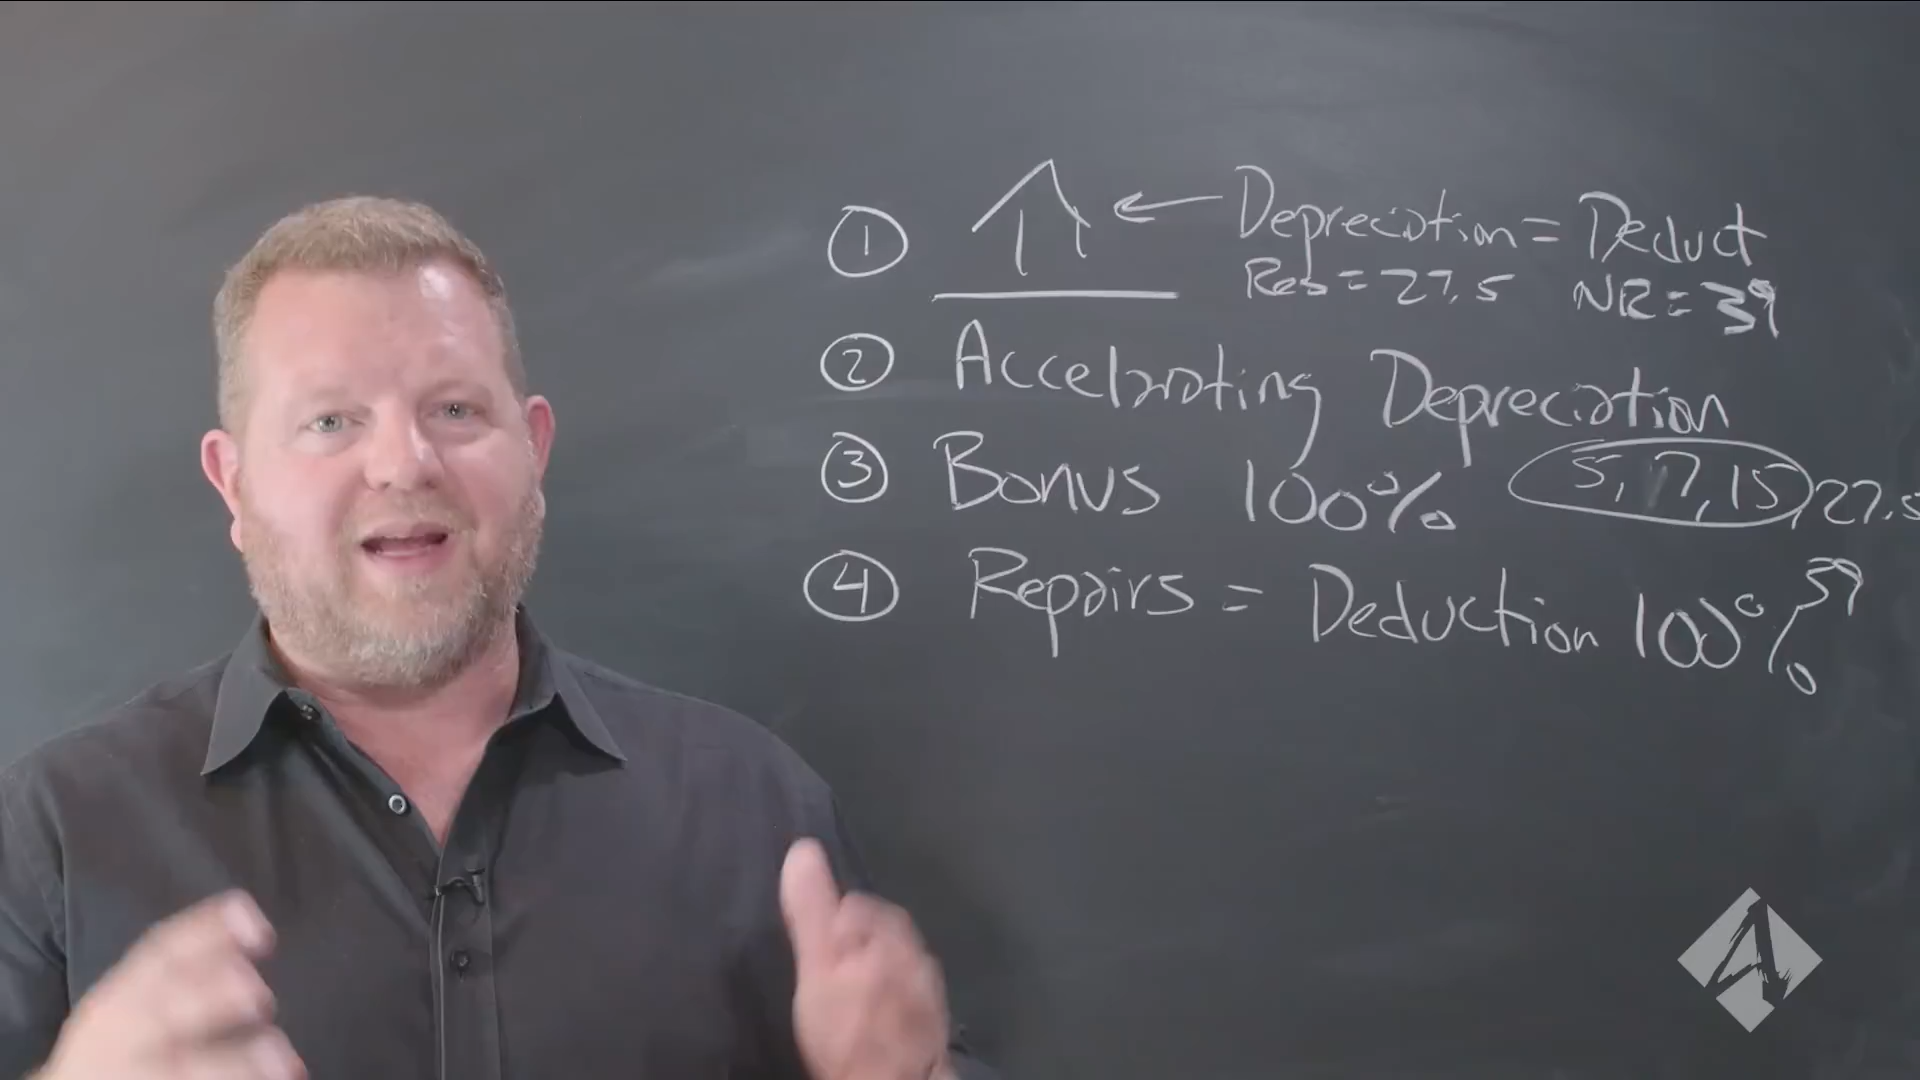 1 Depreciation = Deduct
Res = 27.5 NR = 39
2 Accelerating Depreciation
3 Bonus 100% 5, 7, 15, 27.5
39
4 Repairs = Deduction 100%
A